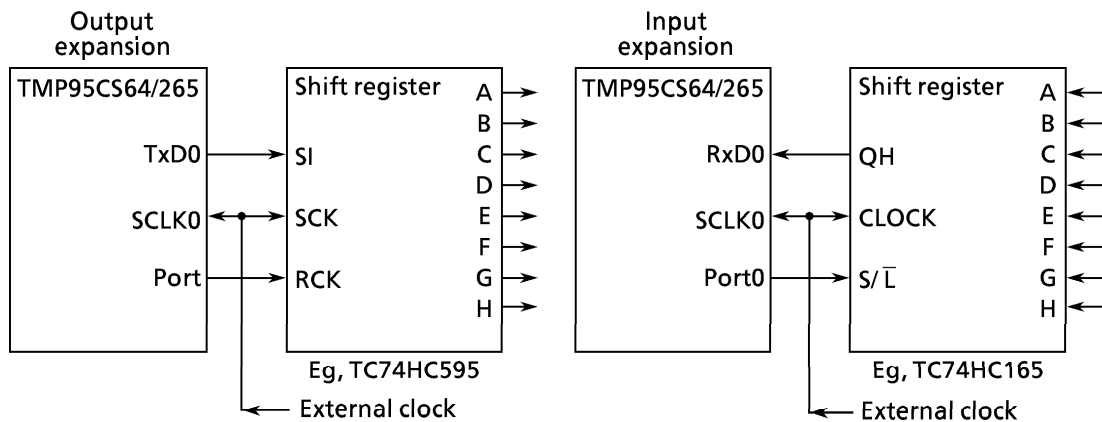 Output
expansion
TMP95CS64/265
TxD0
SCLK0
Port
Shift register
SI
SCK
RCK
A
B
C
D
E
F
G
H
Eg, TC74HC595
External clock
Input
expansion
TMP95CS64/265
RxD0
SCLK0
Port0
Shift register
QH
CLOCK
S/L̅
A
B
C
D
E
F
G
H
Eg, TC74HC165
External clock